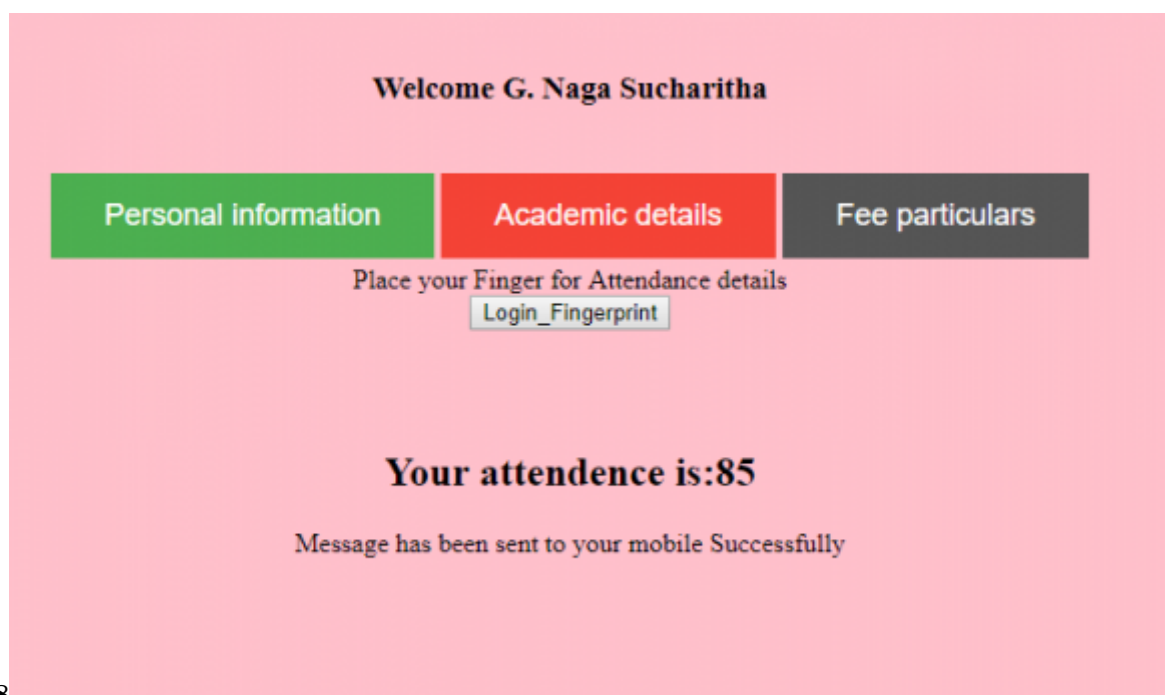 Welcome G. Naga Sucharitha
Personal information Academic details Fee particulars
Place your Finger for Attendance details
Login_Fingerprint
Your attendence is:85
Message has been sent to your mobile Successfully